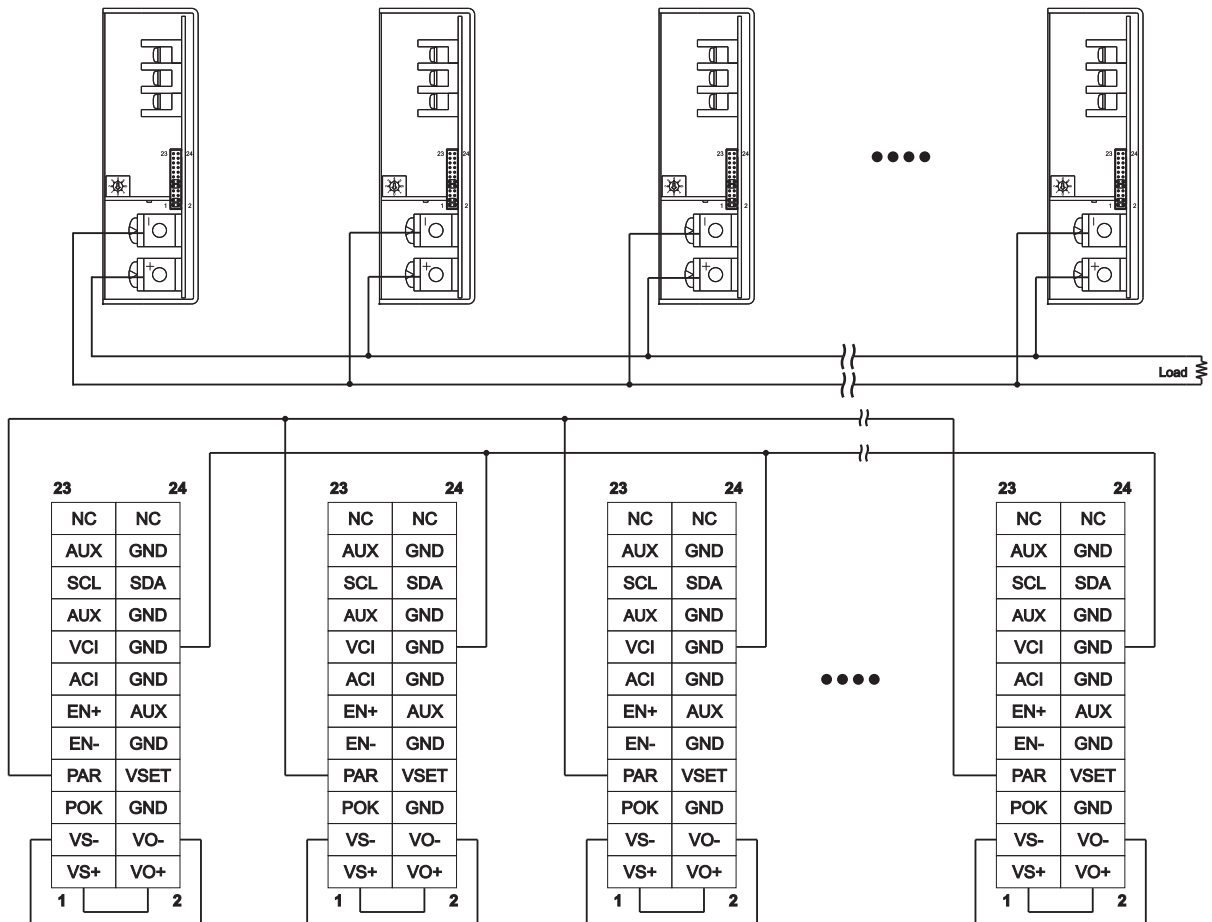 23 24 23 24 23 24 23 24
1 2 1 2 1 2 1 2
- - - -
+ + + +
Load
23 24 23 24 23 24 23 24
NC NC NC NC NC NC NC NC
AUX GND AUX GND AUX GND AUX GND
SCL SDA SCL SDA SCL SDA SCL SDA
AUX GND AUX GND AUX GND AUX GND
VCI GND VCI GND VCI GND VCI GND
ACI GND ACI GND ACI GND ACI GND
EN+ AUX EN+ AUX EN+ AUX EN+ AUX
EN- GND EN- GND EN- GND EN- GND
PAR VSET PAR VSET PAR VSET PAR VSET
POK GND POK GND POK GND POK GND
VS- VO- VS- VO- VS- VO- VS- VO-
VS+ VO+ VS+ VO+ VS+ VO+ VS+ VO+
1 2 1 2 1 2 1 2